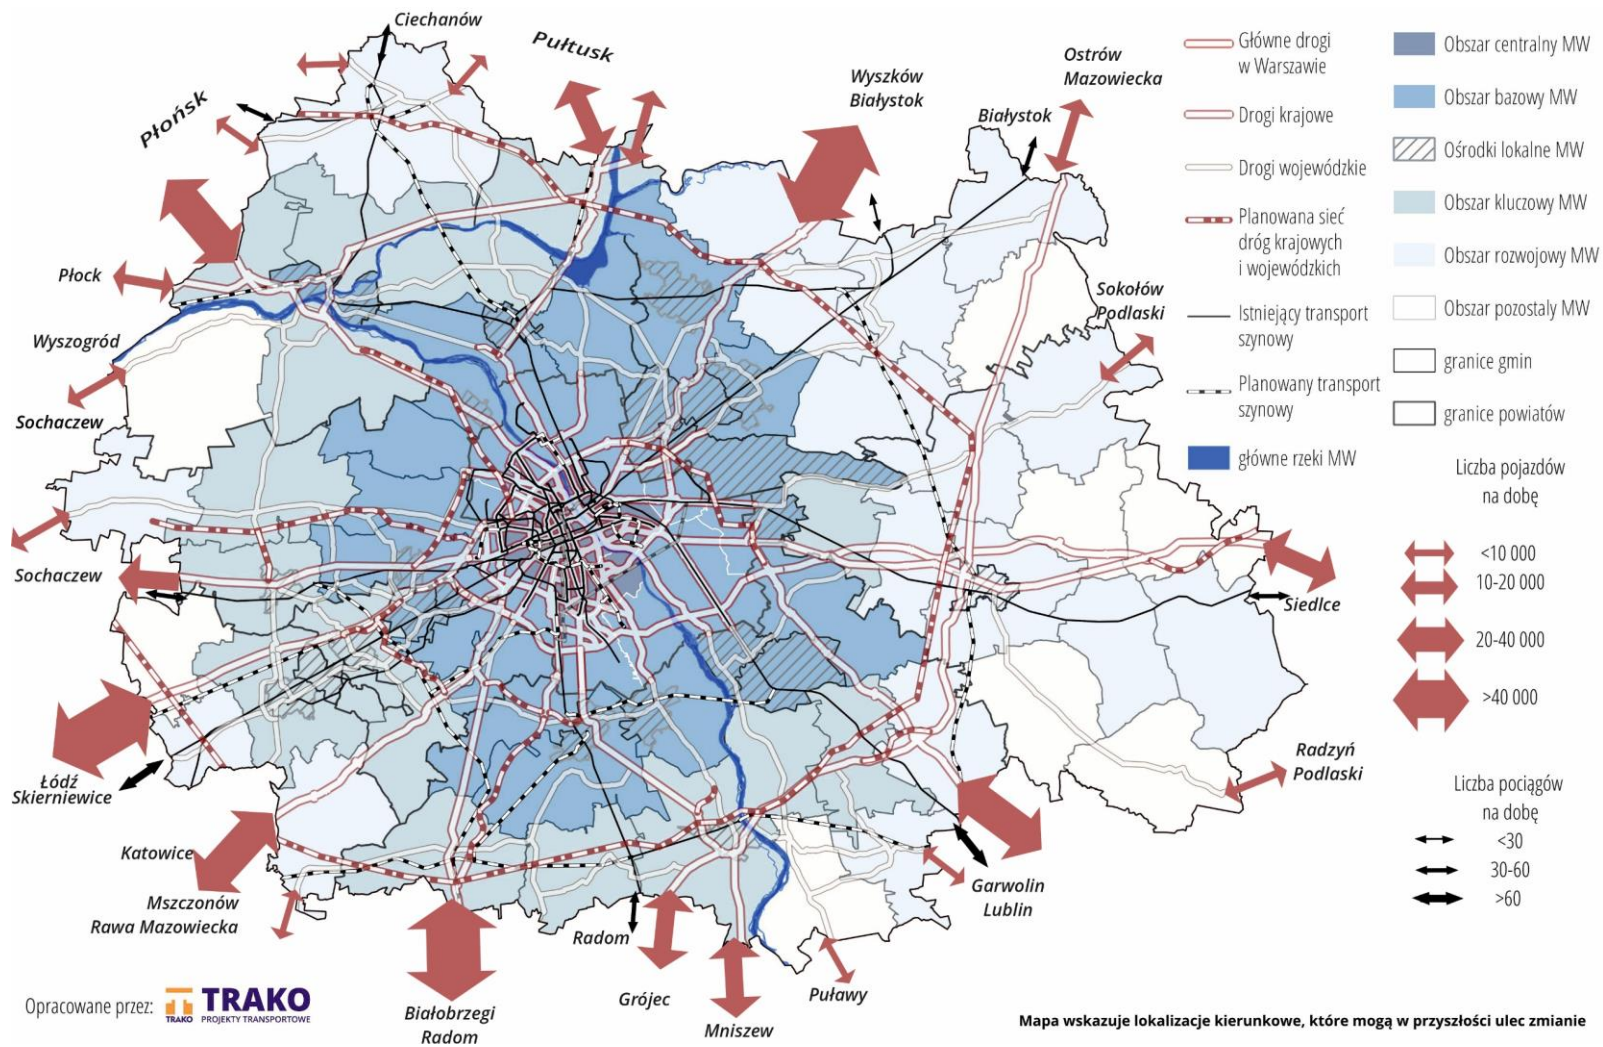 Ciechanów
Pułtusk
Płońsk
Wyszków
Białystok
Ostrów
Mazowiecka
Białystok
Płock
Wyszogród
Sochaczew
Sochaczew
Sokołów
Podlaski
Siedlce
Łódź
Skierniewice
Katowice
Mszczonów
Rawa Mazowiecka
Radzyń
Podlaski
Garwolin
Lublin
Radom
Grójec
Mniszew
Puławy
Białobrzegi
Radom
Główne drogi
w Warszawie
Drogi krajowe
Drogi wojewódzkie
Planowana sieć
dróg krajowych
i wojewódzkich
Istniejący transport
szynowy
Planowany transport
szynowy
główne rzeki MW
Obszar centralny MW
Obszar bazowy MW
Ośrodki lokalne MW
Obszar kluczowy MW
Obszar rozwojowy MW
Obszar pozostały MW
granice gmin
granice powiatów
Liczba pojazdów
na dobę
<10 000
10-20 000
20-40 000
>40 000
Liczba pociągów
na dobę
<30
30-60
>60
Opracowane przez:
TRAKO
TRAKO
PROJEKTY TRANSPORTOWE
Mapa wskazuje lokalizacje kierunkowe, które mogą w przyszłości ulec zmianie